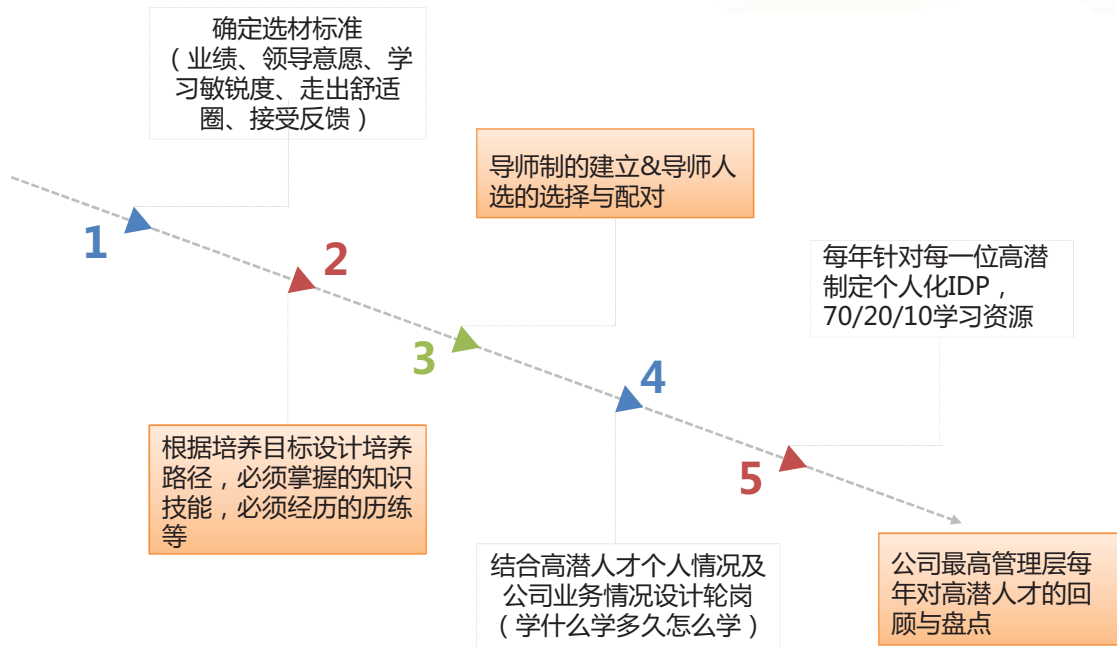 确定选材标准
（业绩、领导意愿、学
习敏锐度、走出舒适
圈、接受反馈）
1
2
根据培养目标设计培养
路径，必须掌握的知识
技能，必须经历的历练
等
导师制的建立&导师人
选的选择与配对
3
4
结合高潜人才个人情况及
公司业务情况设计轮岗
（学什么学多久怎么学）
每年针对每一位高潜
制定个人化IDP，
70/20/10学习资源
5
公司最高管理层每
年对高潜人才的回
顾与盘点